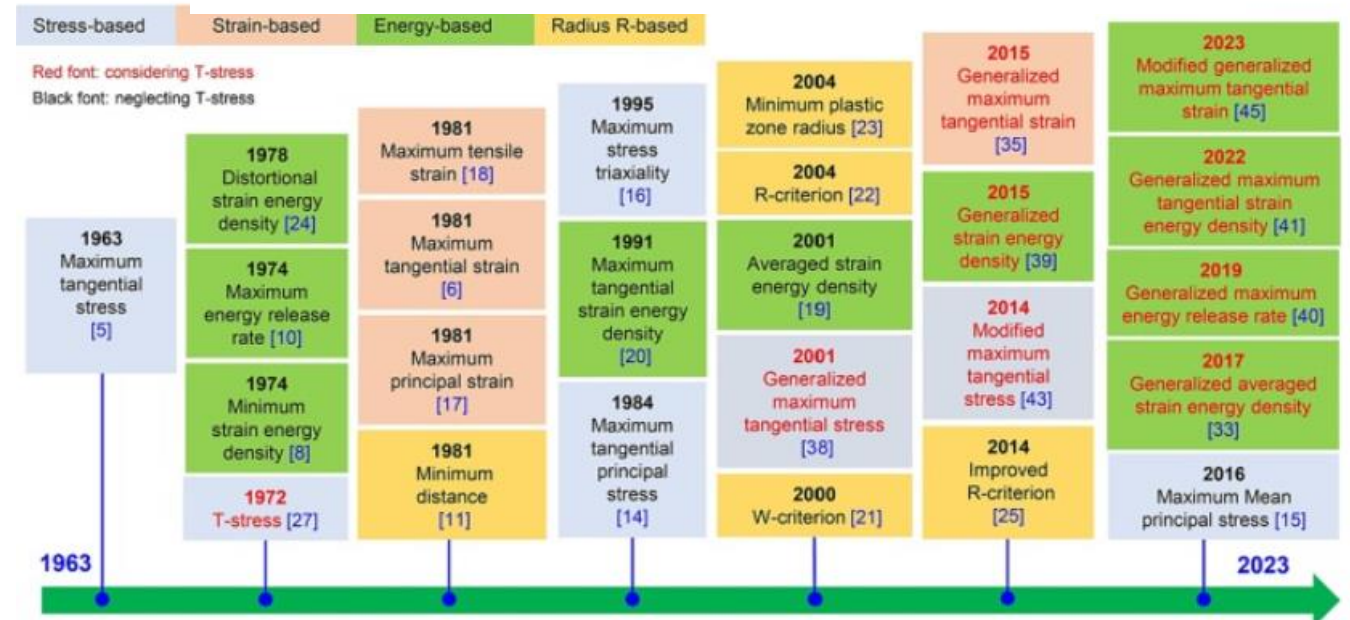 Stress-based
Strain-based
Energy-based
Radius R-based
Red font: considering T-stress
Black font: neglecting T-stress
1963
Maximum
tangential
stress
[5]
1978
Distortional
strain energy
density [24]
1974
Maximum
energy release
rate [10]
1974
Minimum
strain energy
density [8]
1972
T-stress [27]
1981
Maximum tensile
strain [18]
1981
Maximum
tangential strain
[6]
1981
Maximum
principal strain
[17]
1981
Minimum
distance
[11]
1995
Maximum
stress
triaxiality
[16]
1991
Maximum
tangential
strain energy
density
[20]
1984
Maximum
tangential
principal
stress
[14]
2004
Minimum plastic
zone radius [23]
2004
R-criterion [22]
2001
Averaged strain
energy density
[19]
2001
Generalized
maximum
tangential stress
[38]
2000
W-criterion [21]
2015
Generalized
maximum
tangential strain
[35]
2015
Generalized
strain energy
density [39]
2014
Modified
maximum
tangential
stress [43]
2014
Improved
R-criterion
[25]
2023
Modified generalized
maximum tangential
strain [45]
2022
Generalized maximum
tangential strain
energy density [41]
2019
Generalized maximum
energy release rate [40]
2017
Generalized averaged
strain energy density
[33]
2016
Maximum Mean
principal stress [15]
1963
2023